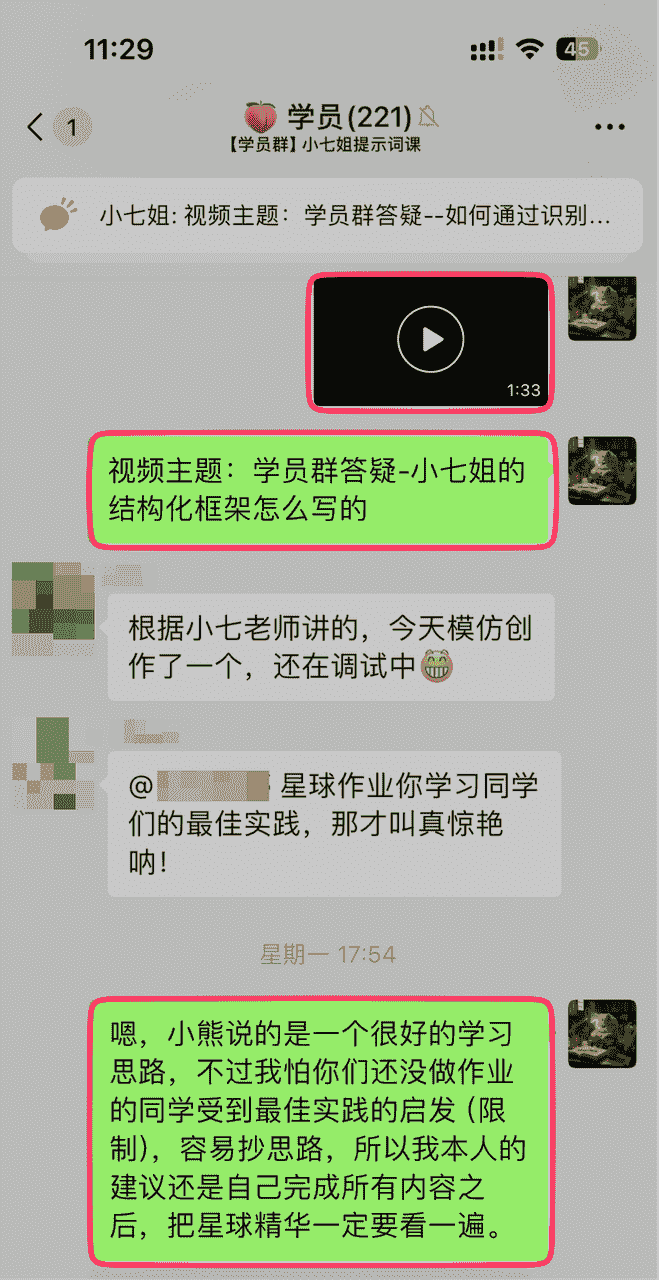 11:29
45
1
学员(221)
【学员群】小七姐提示词课
小七姐: 视频主题：学员群答疑--如何通过识别...
1:33
视频主题：学员群答疑-小七姐的
结构化框架怎么写的
根据小七老师讲的，今天模仿创
作了一个，还在调试中
@
星球作业你学习同学
们的最佳实践，那才叫真惊艳
呐！
星期一 17:54
嗯，小熊说的是一个很好的学习
思路，不过我怕你们还没做作业
的同学受到最佳实践的启发（限
制），容易抄思路，所以我本人的
建议还是自己完成所有内容之
后，把星球精华一定要看一遍。